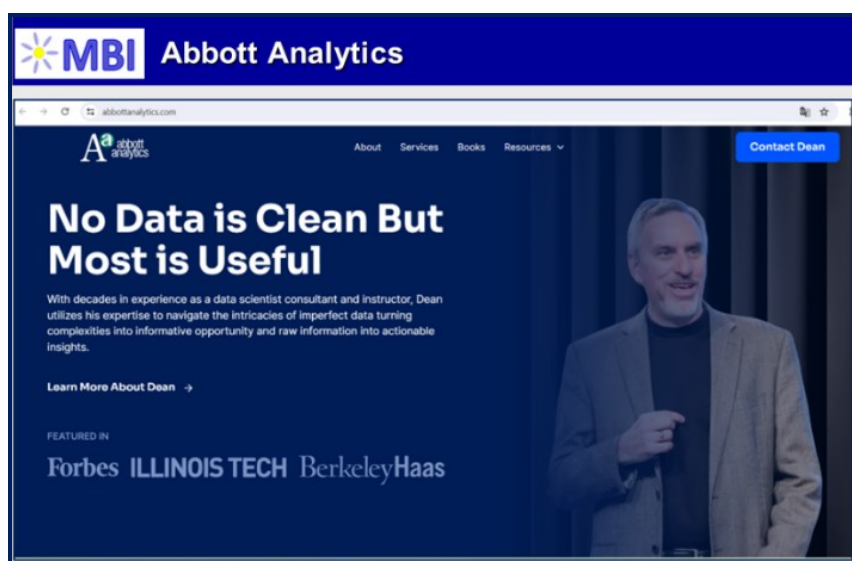 MBI Abbott Analytics
abbottanalytics.com
Aa abbott analytics
About Services Books Resources
Contact Dean
No Data is Clean But
Most is Useful
With decades in experience as a data scientist consultant and instructor, Dean
utilizes his expertise to navigate the intricacies of imperfect data turning
complexities into informative opportunity and raw information into actionable
insights.
Learn More About Dean →
FEATURED IN
Forbes ILLINOIS TECH BerkeleyHaas